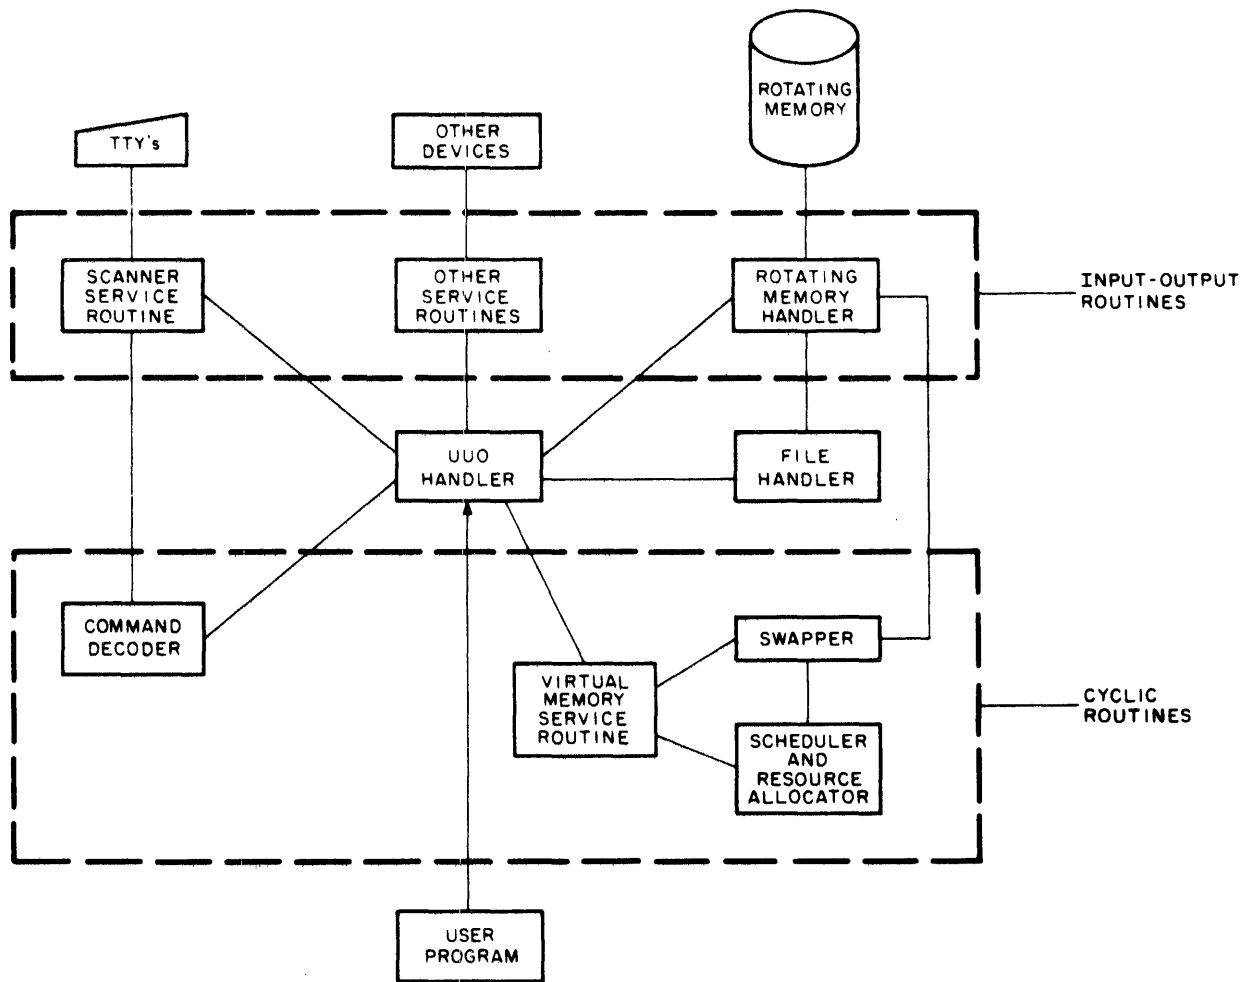 ROTATING
MEMORY
TTY's
OTHER
DEVICES
SCANNER
SERVICE
ROUTINE
OTHER
SERVICE
ROUTINES
ROTATING
MEMORY
HANDLER
INPUT-OUTPUT
ROUTINES
UUO
HANDLER
FILE
HANDLER
COMMAND
DECODER
SWAPPER
VIRTUAL
MEMORY
SERVICE
ROUTINE
CYCLIC
ROUTINES
SCHEDULER
AND
RESOURCE
ALLOCATOR
USER
PROGRAM